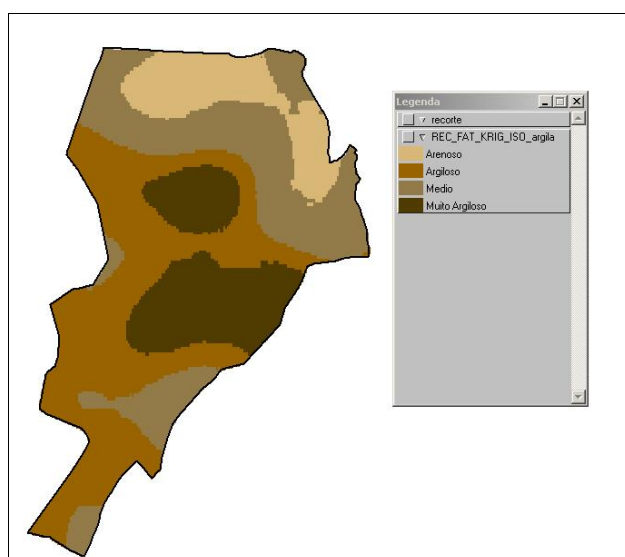 Legenda
recorte
REC_FAT_KRIG_ISO_argila
Arenoso
Argiloso
Medio
Muito Argiloso